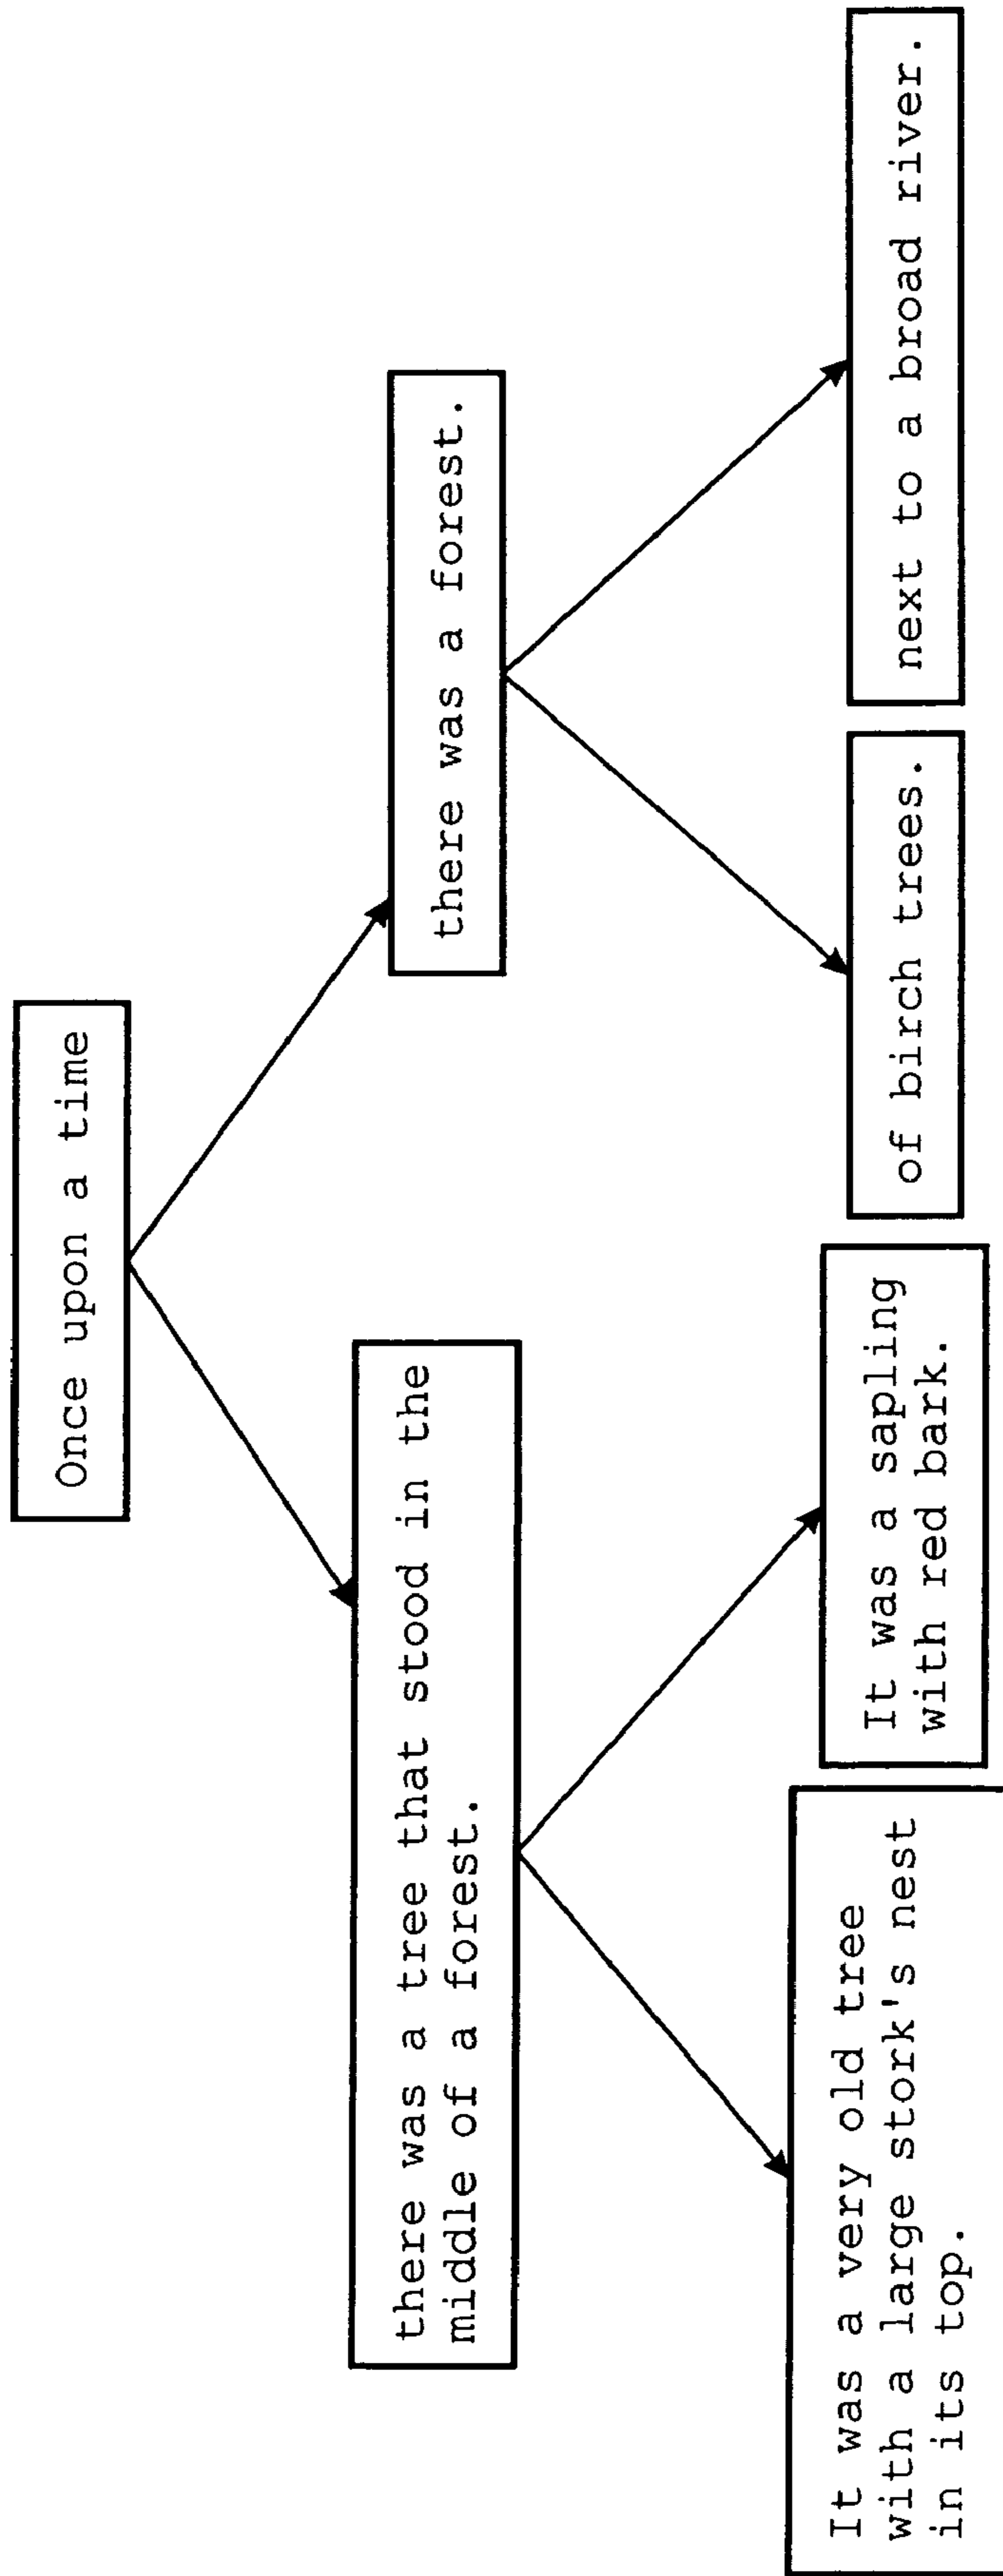 Once upon a time
there was a tree that stood in the
middle of a forest.
there was a forest.
It was a very old tree
with a large stork's nest
in its top.
It was a sapling
with red bark.
of birch trees.
next to a broad river.